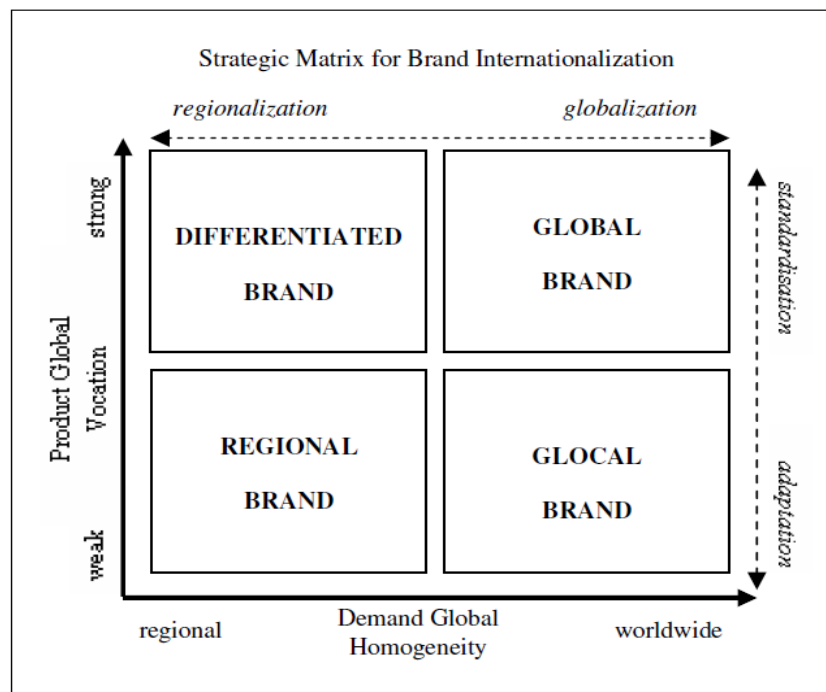 Strategic Matrix for Brand Internationalization
regionalization
globalization
strong
Product Global
Vocation
weak
DIFFERENTIATED
BRAND
GLOBAL
BRAND
standardisation
REGIONAL
BRAND
GLOCAL
BRAND
adaptation
regional
Demand Global
Homogeneity
worldwide